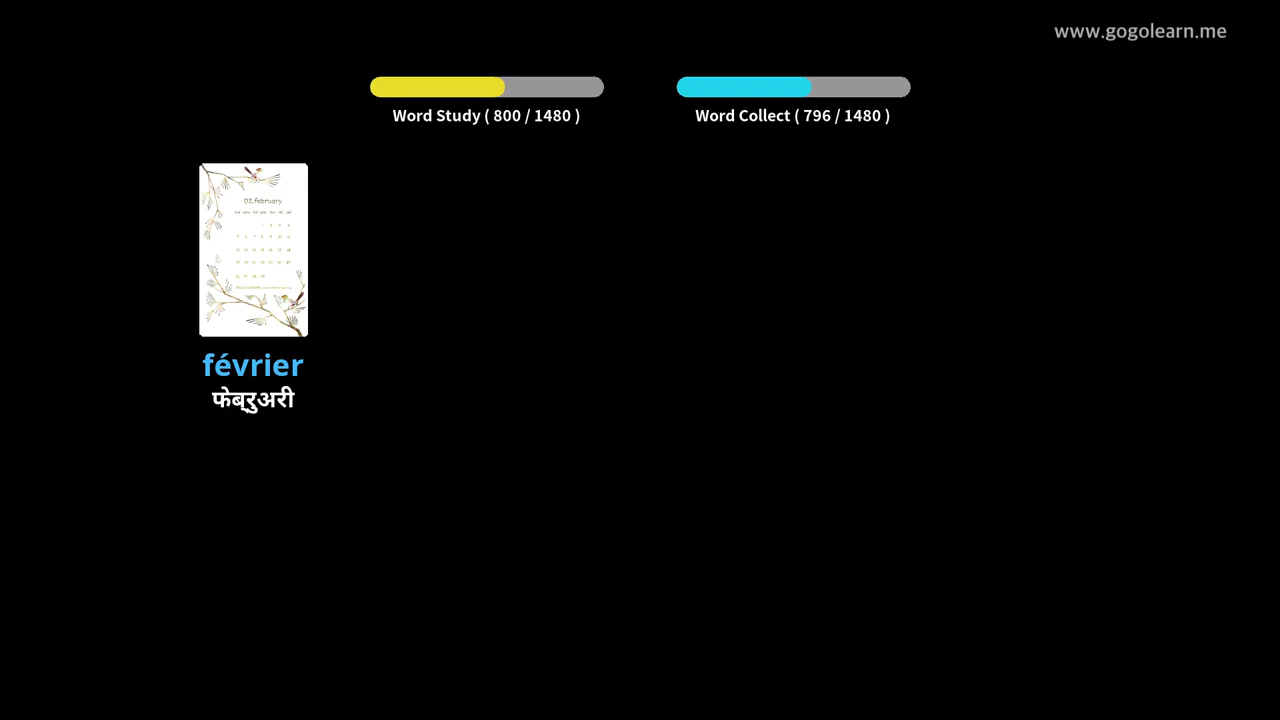 www.gogolearn.me
Word Study ( 800 / 1480 )
Word Collect ( 796 / 1480 )
02.february
février
फेब्रुअरी